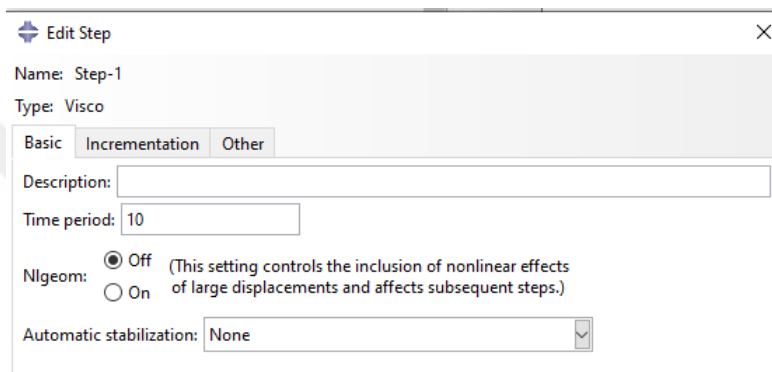 Edit Step
Name: Step-1
Type: Visco
Basic Incrementation Other
Description:
Time period: 10
Nlgeom: Off (This setting controls the inclusion of nonlinear effects
On of large displacements and affects subsequent steps.)
Automatic stabilization: None